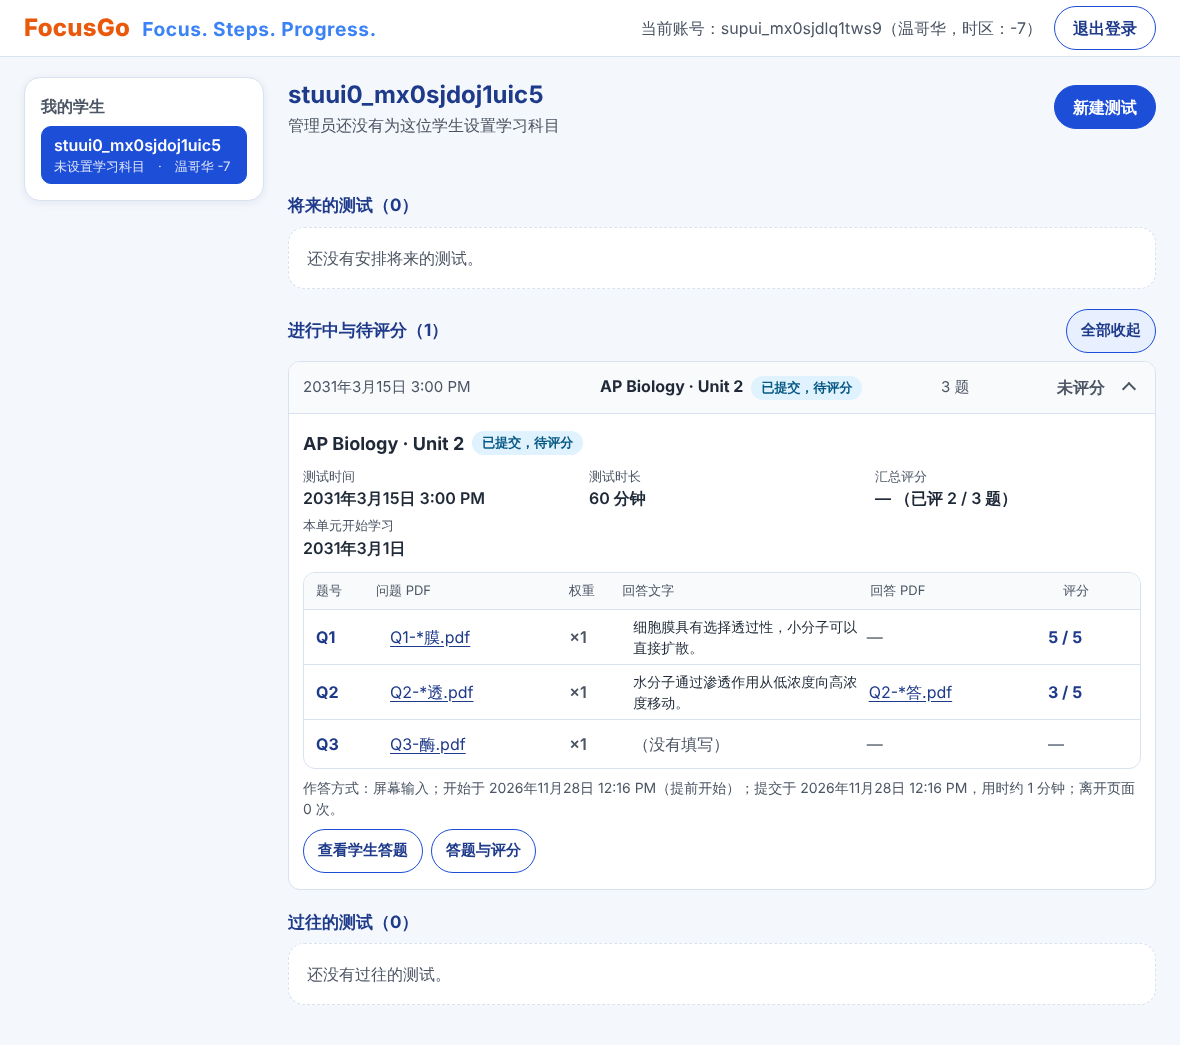 FocusGo Focus. Steps. Progress.
当前账号：supui_mx0sjdlq1tws9（温哥华，时区：-7）
退出登录
我的学生
stuui0_mx0sjdoj1uic5
未设置学习科目 · 温哥华 -7
stuui0_mx0sjdoj1uic5
管理员还没有为这位学生设置学习科目
新建测试
将来的测试（0）
还没有安排将来的测试。
进行中与待评分（1）
全部收起
2031年3月15日 3:00 PM AP Biology · Unit 2 已提交，待评分 3 题 未评分
AP Biology · Unit 2 已提交，待评分
测试时间 测试时长 汇总评分
2031年3月15日 3:00 PM 60 分钟 — （已评 2 / 3 题）
本单元开始学习
2031年3月1日
题号 问题 PDF 权重 回答文字 回答 PDF 评分
Q1 Q1-*膜.pdf ×1 细胞膜具有选择透过性，小分子可以 — 5 / 5
直接扩散。
Q2 Q2-*透.pdf ×1 水分子通过渗透作用从低浓度向高浓 Q2-*答.pdf 3 / 5
度移动。
Q3 Q3-酶.pdf ×1 （没有填写） — —
作答方式：屏幕输入；开始于 2026年11月28日 12:16 PM（提前开始）；提交于 2026年11月28日 12:16 PM，用时约 1 分钟；离开页面
0 次。
查看学生答题 答题与评分
过往的测试（0）
还没有过往的测试。